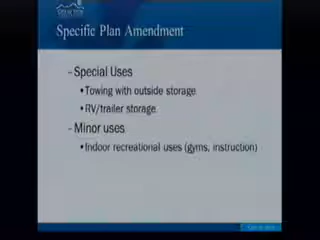 Specific Plan Amendment
– Special Uses
• Towing with outside storage
• RV/trailer storage
– Minor uses
• Indoor recreational uses (gyms, instruction)